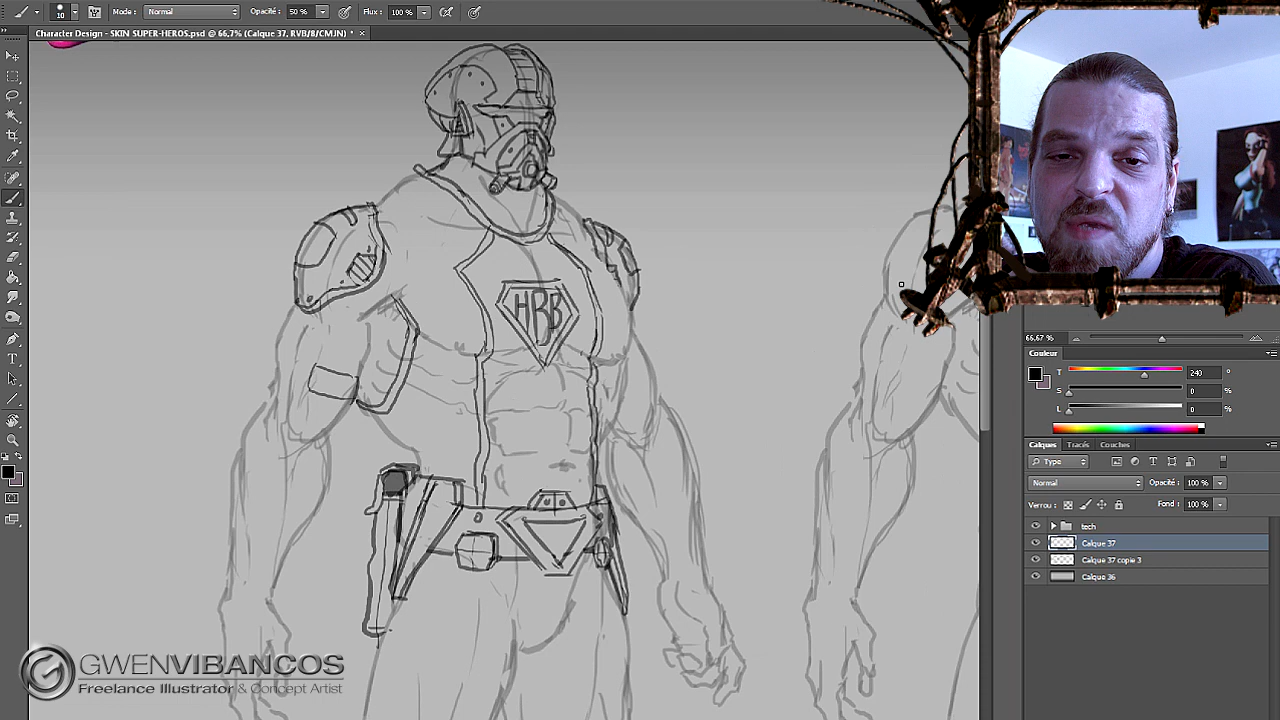 10 Mode : Normal Opacité : 50 % Flux : 100 %
Character Design - SKIN SUPER-HEROS.psd @ 66,7% (Calque 37, RVB/8/CMJN) * ×
HBB
66,67 %
Couleur
T 240 °
S 0 %
L 0 %
Calques Tracés Couches
Type
Normal Opacité : 100 %
Verrou : Fond : 100 %
tech
Calque 37
Calque 37 copie 3
Calque 36
GWENVIBANCOS
Freelance Illustrator & Concept Artist